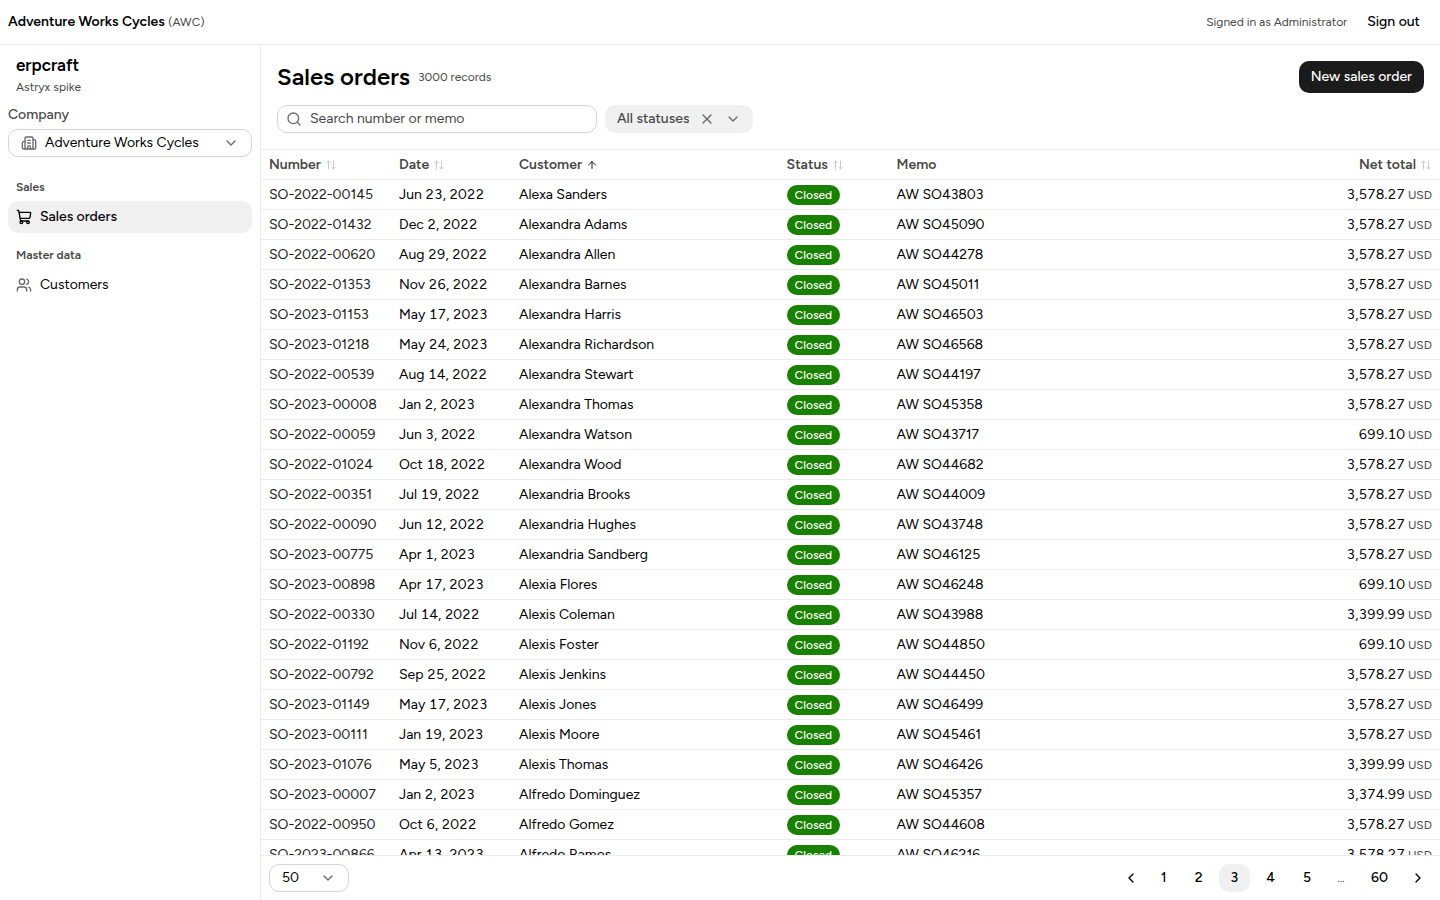 Adventure Works Cycles (AWC)
Signed in as Administrator
Sign out
erpcraft
Astryx spike
Company
Adventure Works Cycles
Sales
Sales orders
Master data
Customers
Sales orders 3000 records
New sales order
Search number or memo
All statuses
Number Date Customer Status Memo Net total
SO-2022-00145 Jun 23, 2022 Alexa Sanders Closed AW SO43803 3,578.27 USD
SO-2022-01432 Dec 2, 2022 Alexandra Adams Closed AW SO45090 3,578.27 USD
SO-2022-00620 Aug 29, 2022 Alexandra Allen Closed AW SO44278 3,578.27 USD
SO-2022-01353 Nov 26, 2022 Alexandra Barnes Closed AW SO45011 3,578.27 USD
SO-2023-01153 May 17, 2023 Alexandra Harris Closed AW SO46503 3,578.27 USD
SO-2023-01218 May 24, 2023 Alexandra Richardson Closed AW SO46568 3,578.27 USD
SO-2022-00539 Aug 14, 2022 Alexandra Stewart Closed AW SO44197 3,578.27 USD
SO-2023-00008 Jan 2, 2023 Alexandra Thomas Closed AW SO45358 3,578.27 USD
SO-2022-00059 Jun 3, 2022 Alexandra Watson Closed AW SO43717 699.10 USD
SO-2022-01024 Oct 18, 2022 Alexandra Wood Closed AW SO44682 3,578.27 USD
SO-2022-00351 Jul 19, 2022 Alexandria Brooks Closed AW SO44009 3,578.27 USD
SO-2022-00090 Jun 12, 2022 Alexandria Hughes Closed AW SO43748 3,578.27 USD
SO-2023-00775 Apr 1, 2023 Alexandria Sandberg Closed AW SO46125 3,578.27 USD
SO-2023-00898 Apr 17, 2023 Alexia Flores Closed AW SO46248 699.10 USD
SO-2022-00330 Jul 14, 2022 Alexis Coleman Closed AW SO43988 3,399.99 USD
SO-2022-01192 Nov 6, 2022 Alexis Foster Closed AW SO44850 699.10 USD
SO-2022-00792 Sep 25, 2022 Alexis Jenkins Closed AW SO44450 3,578.27 USD
SO-2023-01149 May 17, 2023 Alexis Jones Closed AW SO46499 3,578.27 USD
SO-2023-00111 Jan 19, 2023 Alexis Moore Closed AW SO45461 3,578.27 USD
SO-2023-01076 May 5, 2023 Alexis Thomas Closed AW SO46426 3,399.99 USD
SO-2023-00007 Jan 2, 2023 Alfredo Dominguez Closed AW SO45357 3,374.99 USD
SO-2022-00950 Oct 6, 2022 Alfredo Gomez Closed AW SO44608 3,578.27 USD
SO-2023-00866 Apr 13, 2023 Alfredo Ramos Closed AW SO46216 3,578.27 USD
50
1 2 3 4 5 ... 60